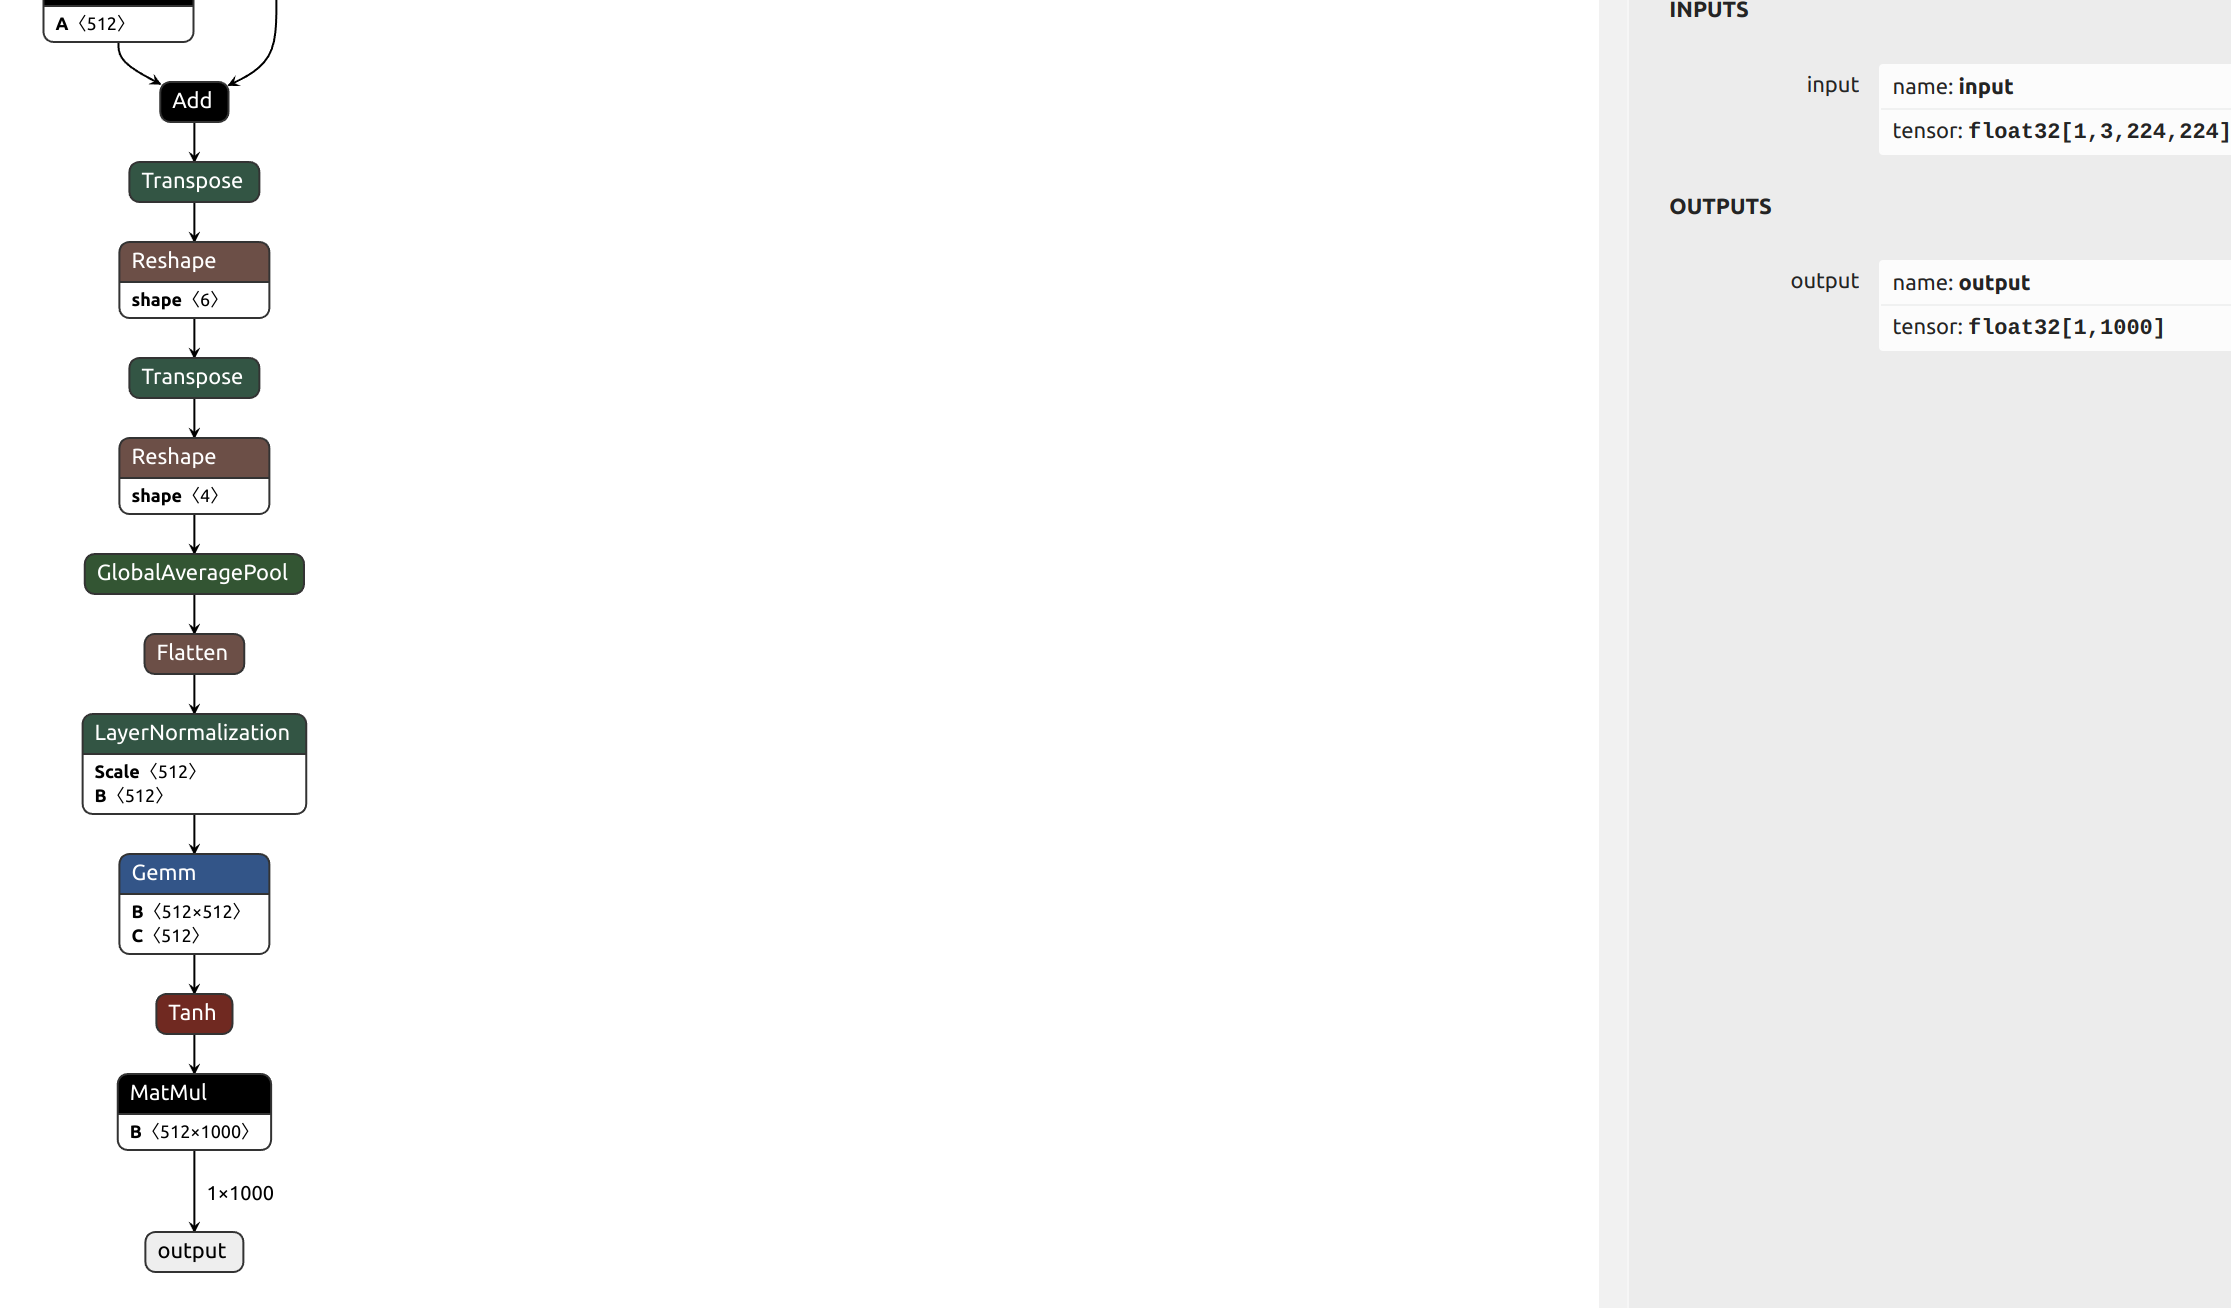 A 〈512〉
Add
Transpose
Reshape
shape 〈6〉
Transpose
Reshape
shape 〈4〉
GlobalAveragePool
Flatten
LayerNormalization
Scale 〈512〉
B 〈512〉
Gemm
B 〈512×512〉
C 〈512〉
Tanh
MatMul
B 〈512×1000〉
1×1000
output
INPUTS
input
name: input
tensor: float32[1,3,224,224]
OUTPUTS
output
name: output
tensor: float32[1,1000]